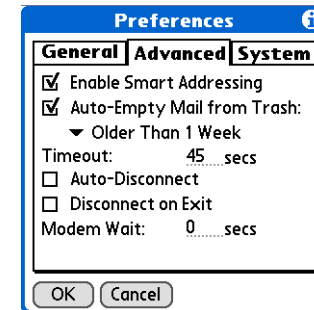 Preferences i
General Advanced System
Enable Smart Addressing
Auto-Empty Mail from Trash:
Older Than 1 Week
Timeout: 45 secs
Auto-Disconnect
Disconnect on Exit
Modem Wait: 0 secs
OK Cancel